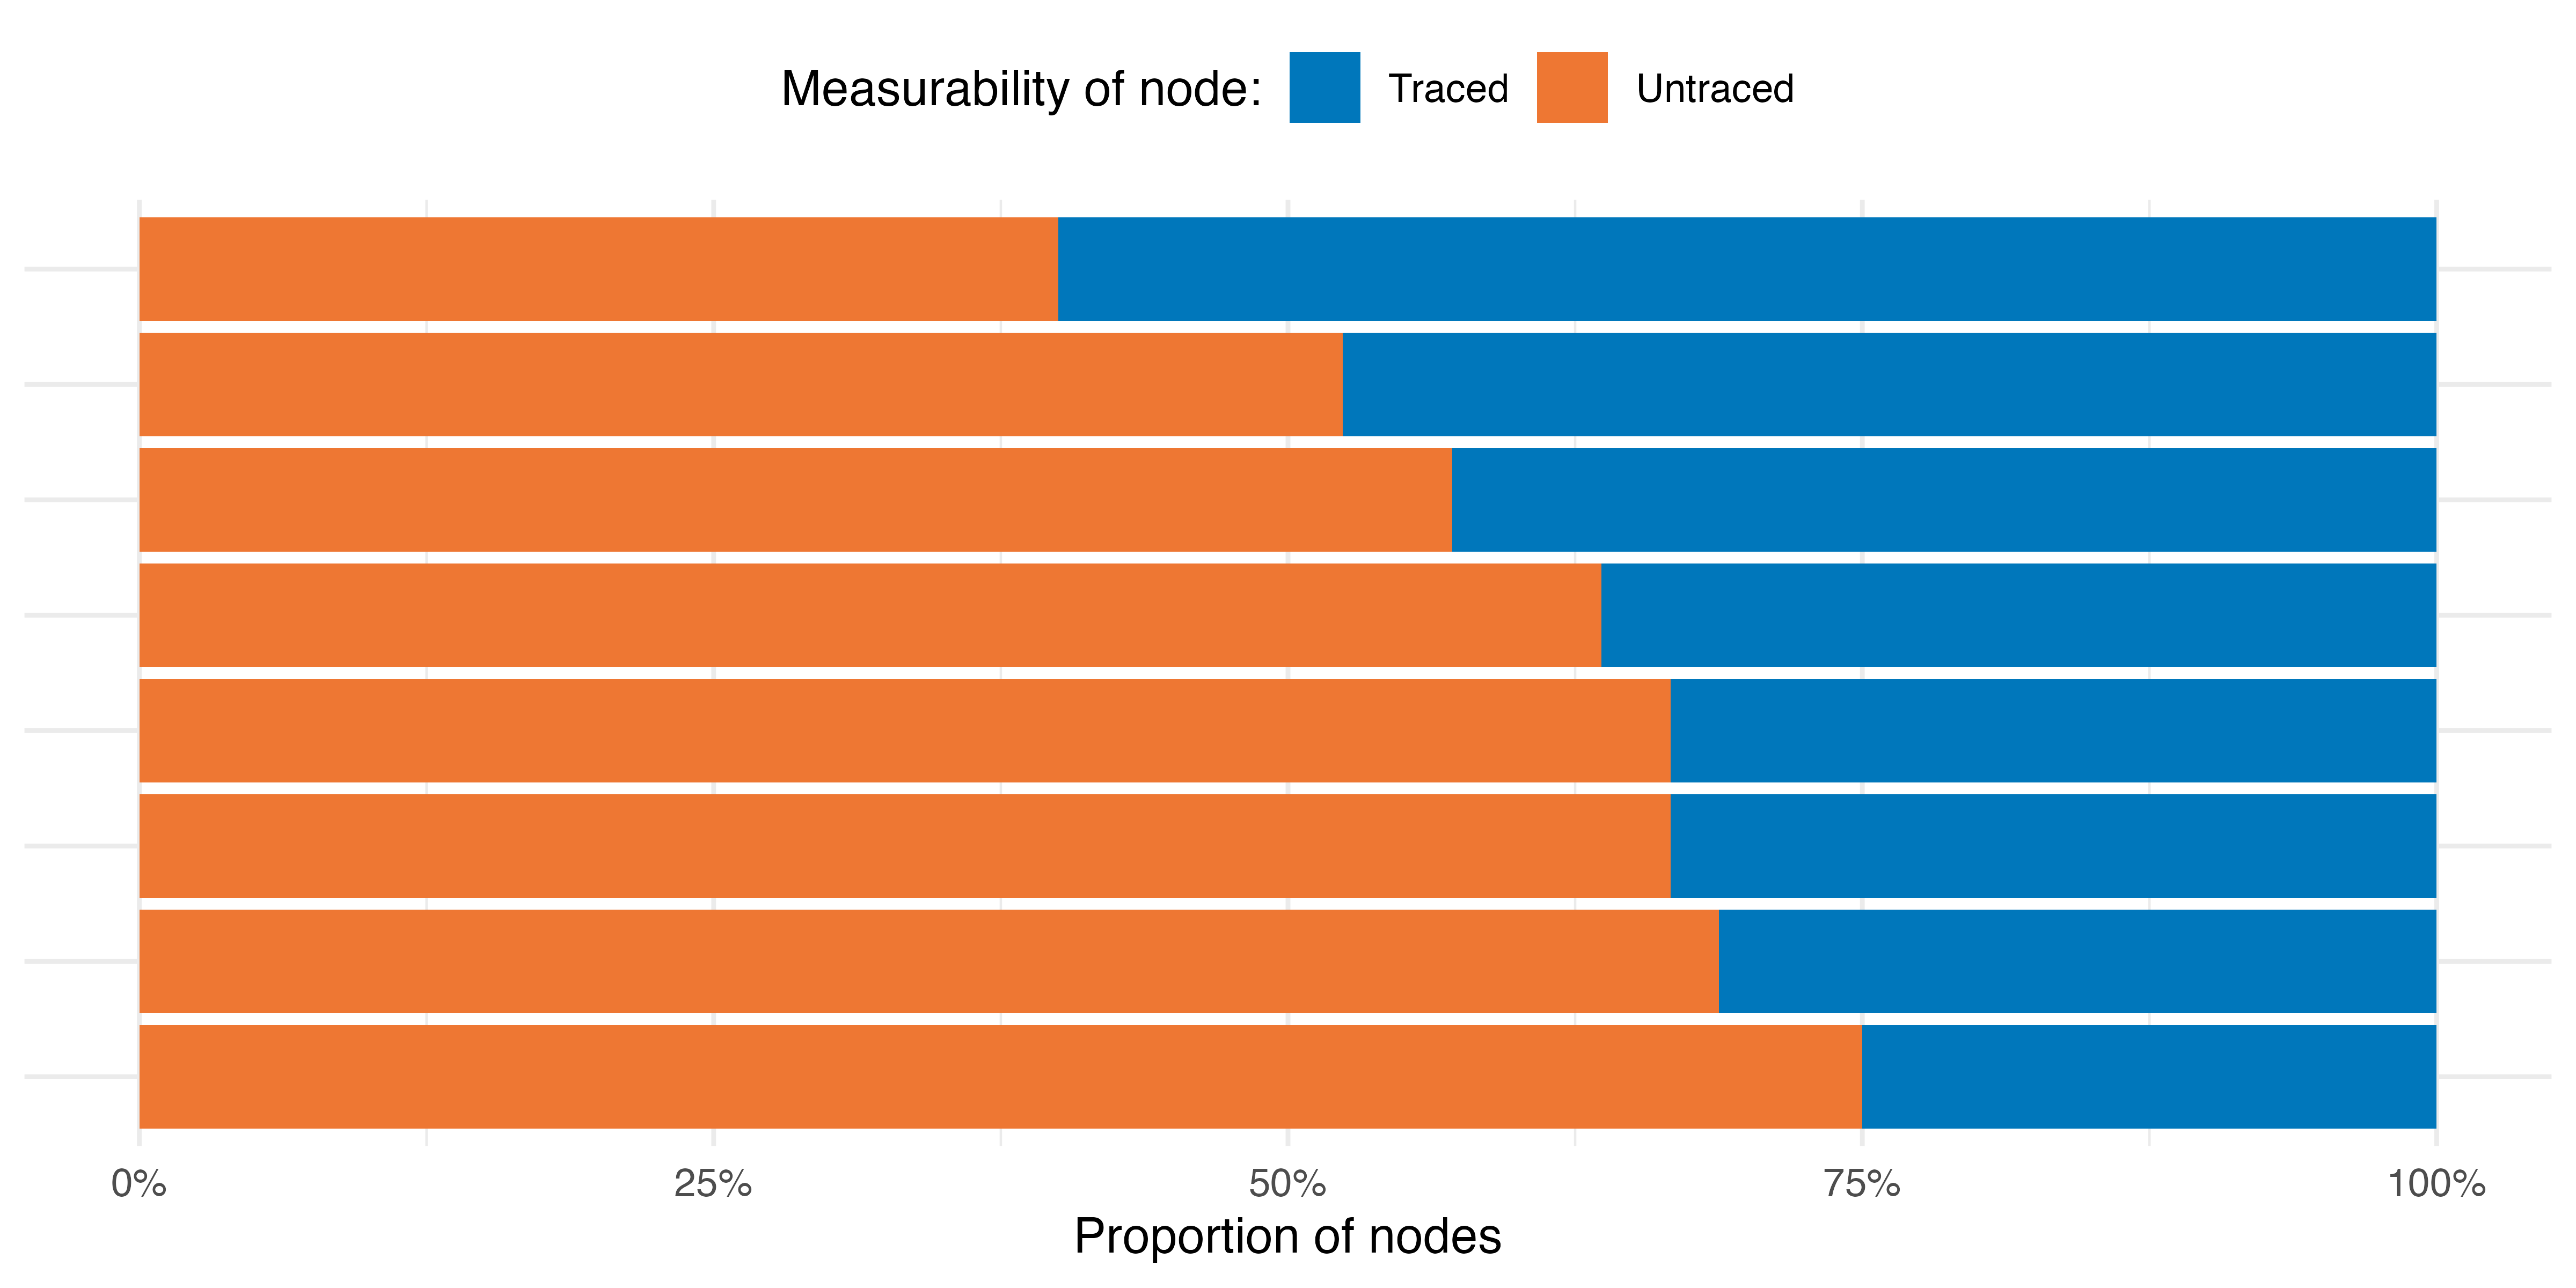 Measurability of node: Traced Untraced
0% 25% 50% 75% 100%
Proportion of nodes